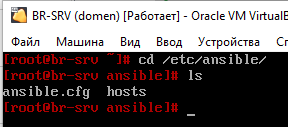 BR-SRV (domen) [Работает] - Oracle VM VirtualB
Файл Машина Вид Ввод Устройства Справка
[root@br-srv ~]# cd /etc/ansible/
[root@br-srv ansible]# ls
ansible.cfg hosts
[root@br-srv ansible]# _